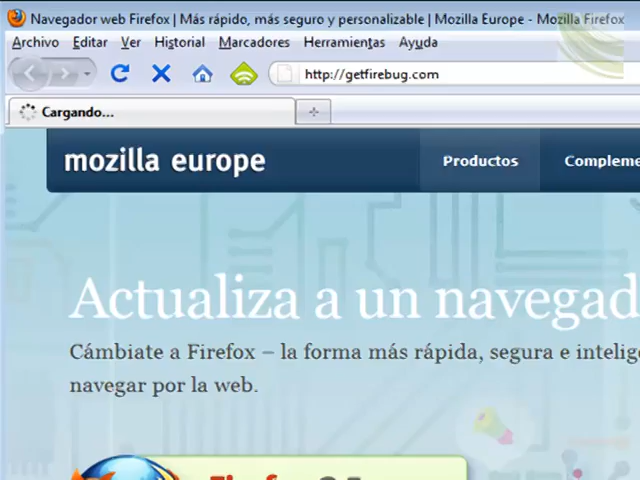 Navegador web Firefox | Más rápido, más seguro y personalizable | Mozilla Europe - Mozilla Firefox
Archivo Editar Ver Historial Marcadores Herramientas Ayuda
http://getfirebug.com
Cargando...
mozilla europe Productos Compleme
Actualiza a un navegad
Cámbiate a Firefox – la forma más rápida, segura e intelig
navegar por la web.